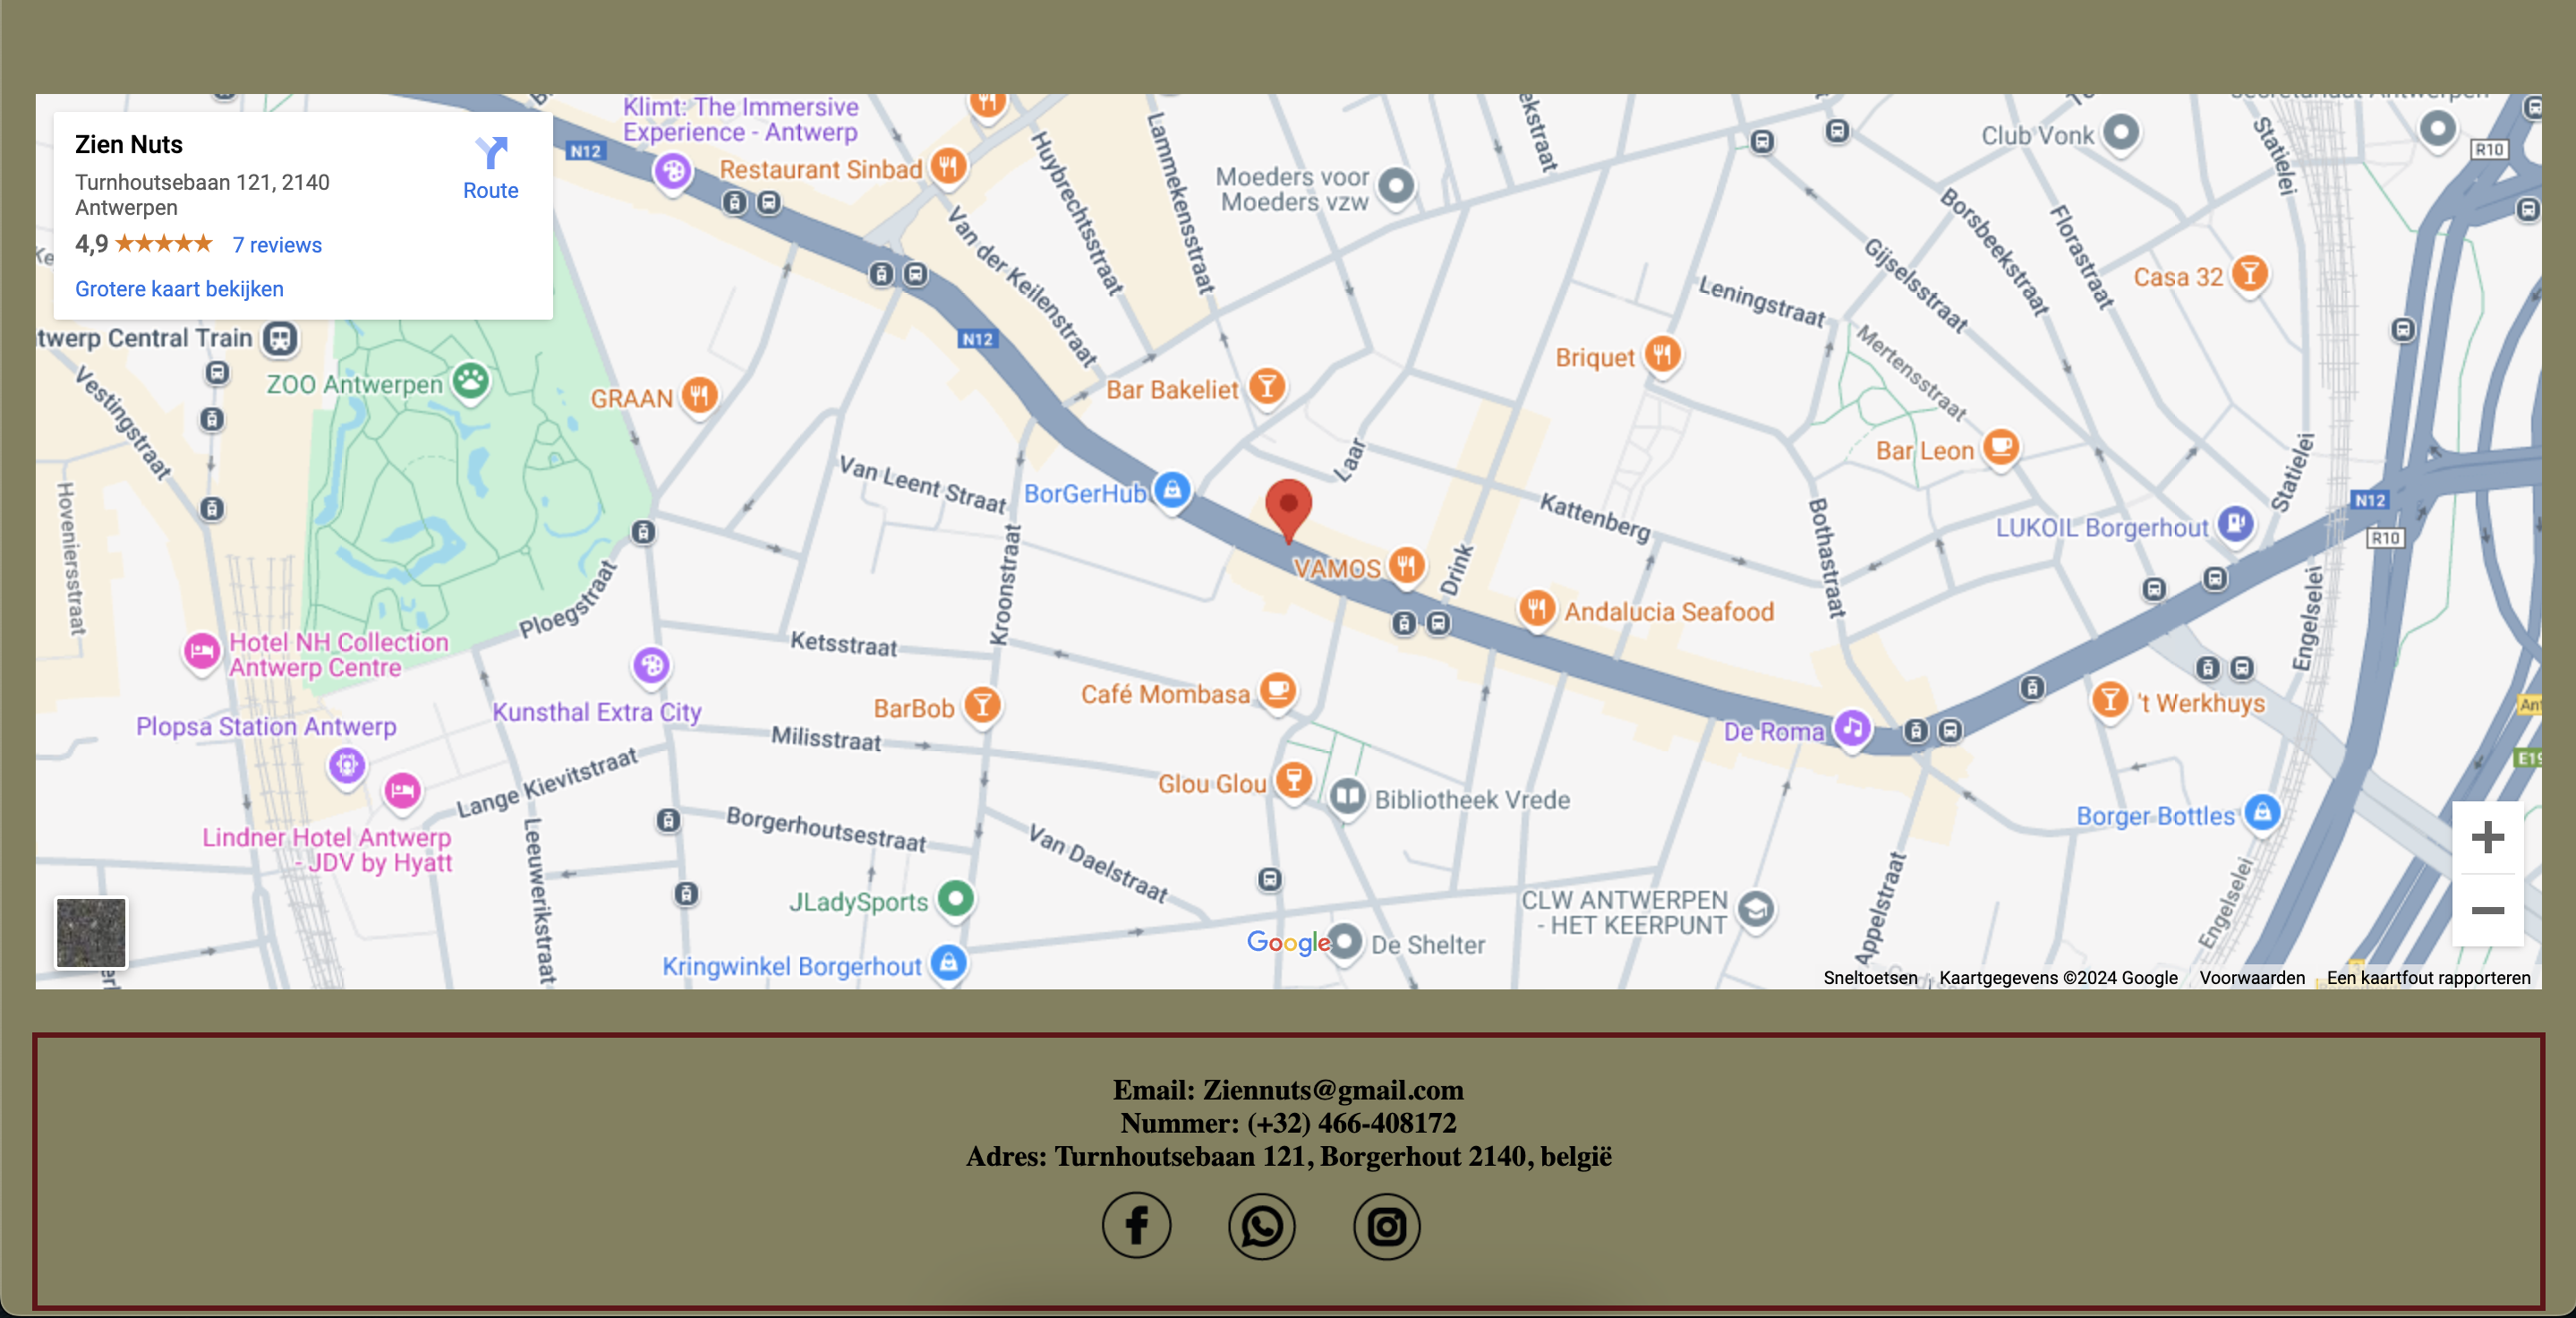 Zien Nuts
Turnhoutsebaan 121, 2140
Antwerpen
4,9
7 reviews
Grotere kaart bekijken
Route
N12
Klimt: The Immersive
Experience - Antwerp
Restaurant Sinbad
Huybrechtsstraat
Lammekensstraat
Van der Keilenstraat
Moeders voor
Moeders vzw
ekstraat
Club Vonk
Statielei
R10
Borsbeekstraat
Florastraat
Gijselsstraat
Casa 32
Leningstraat
Mertensstraat
N12
twerp Central Train
ZOO Antwerpen
Vestingstraat
GRAAN
Bar Bakeliet
Briquet
Bar Leon
Laar
Van Leent Straat
BorGerHub
Kattenberg
Bothastraat
LUKOIL Borgerhout
Statielei
N12
R10
Hoveniersstraat
Kroonstraat
VAMOS
Drink
Andalucia Seafood
Engelselei
Ploegstraat
Ketsstraat
Hotel NH Collection
Antwerp Centre
Kunsthal Extra City
BarBob
Café Mombasa
't Werkhuys
Plopsa Station Antwerp
Milisstraat
De Roma
Ant
E19
Lange Kievitstraat
Glou Glou
Bibliotheek Vrede
Borger Bottles
Lindner Hotel Antwerp
- JDV by Hyatt
Leeuwerikstraat
Borgerhoutsestraat
Van Daelstraat
JLadySports
CLW ANTWERPEN
- HET KEERPUNT
Appelstraat
Engelselei
Google
De Shelter
Kringwinkel Borgerhout
Sneltoetsen
Kaartgegevens ©2024 Google
Voorwaarden
Een kaartfout rapporteren
Email: Ziennuts@gmail.com
Nummer: (+32) 466-408172
Adres: Turnhoutsebaan 121, Borgerhout 2140, belgië